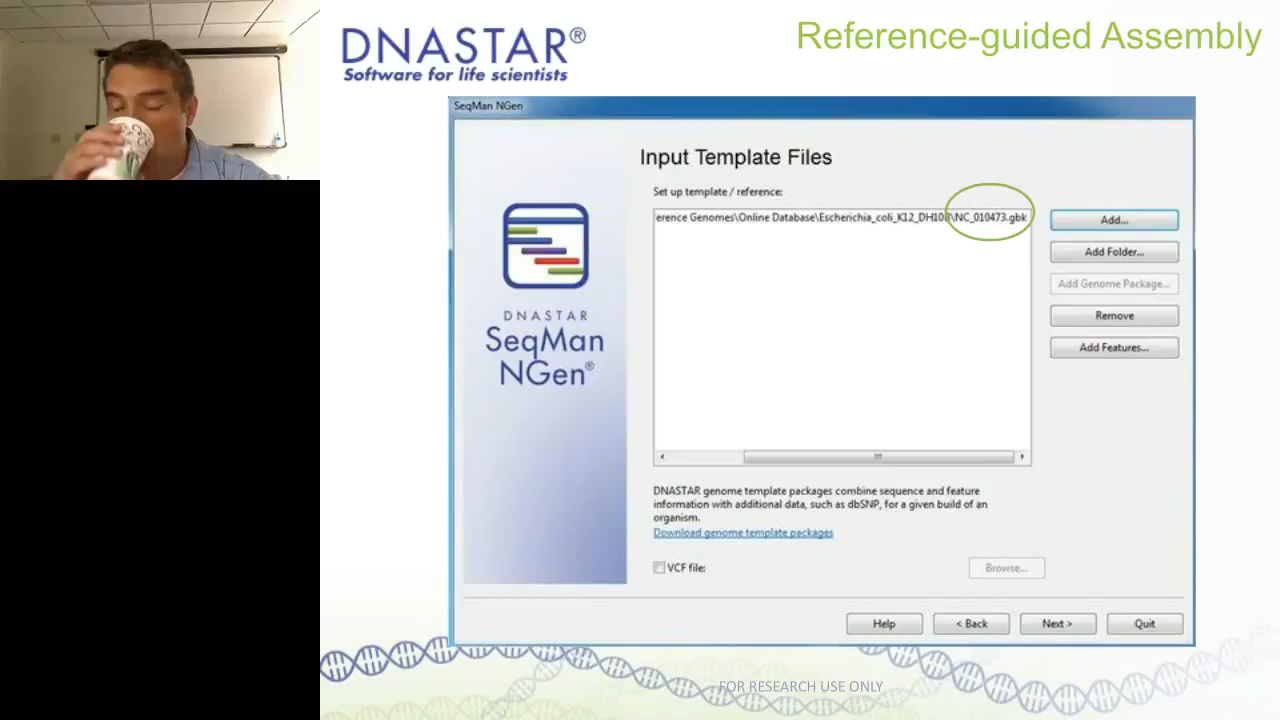 DNASTAR®
Software for life scientists
Reference-guided Assembly
SeqMan NGen
Input Template Files
Set up template / reference:
erence Genomes\Online Database\Escherichia_coli_K12_DH10B\NC_010473.gbk
Add...
Add Folder...
Add Genome Package...
Remove
Add Features...
DNASTAR
SeqMan
NGen®
DNASTAR genome template packages combine sequence and feature
information with additional data, such as dbSNP, for a given build of an
organism.
Download genome template packages
VCF file:
Browse...
Help
< Back
Next >
Quit
FOR RESEARCH USE ONLY